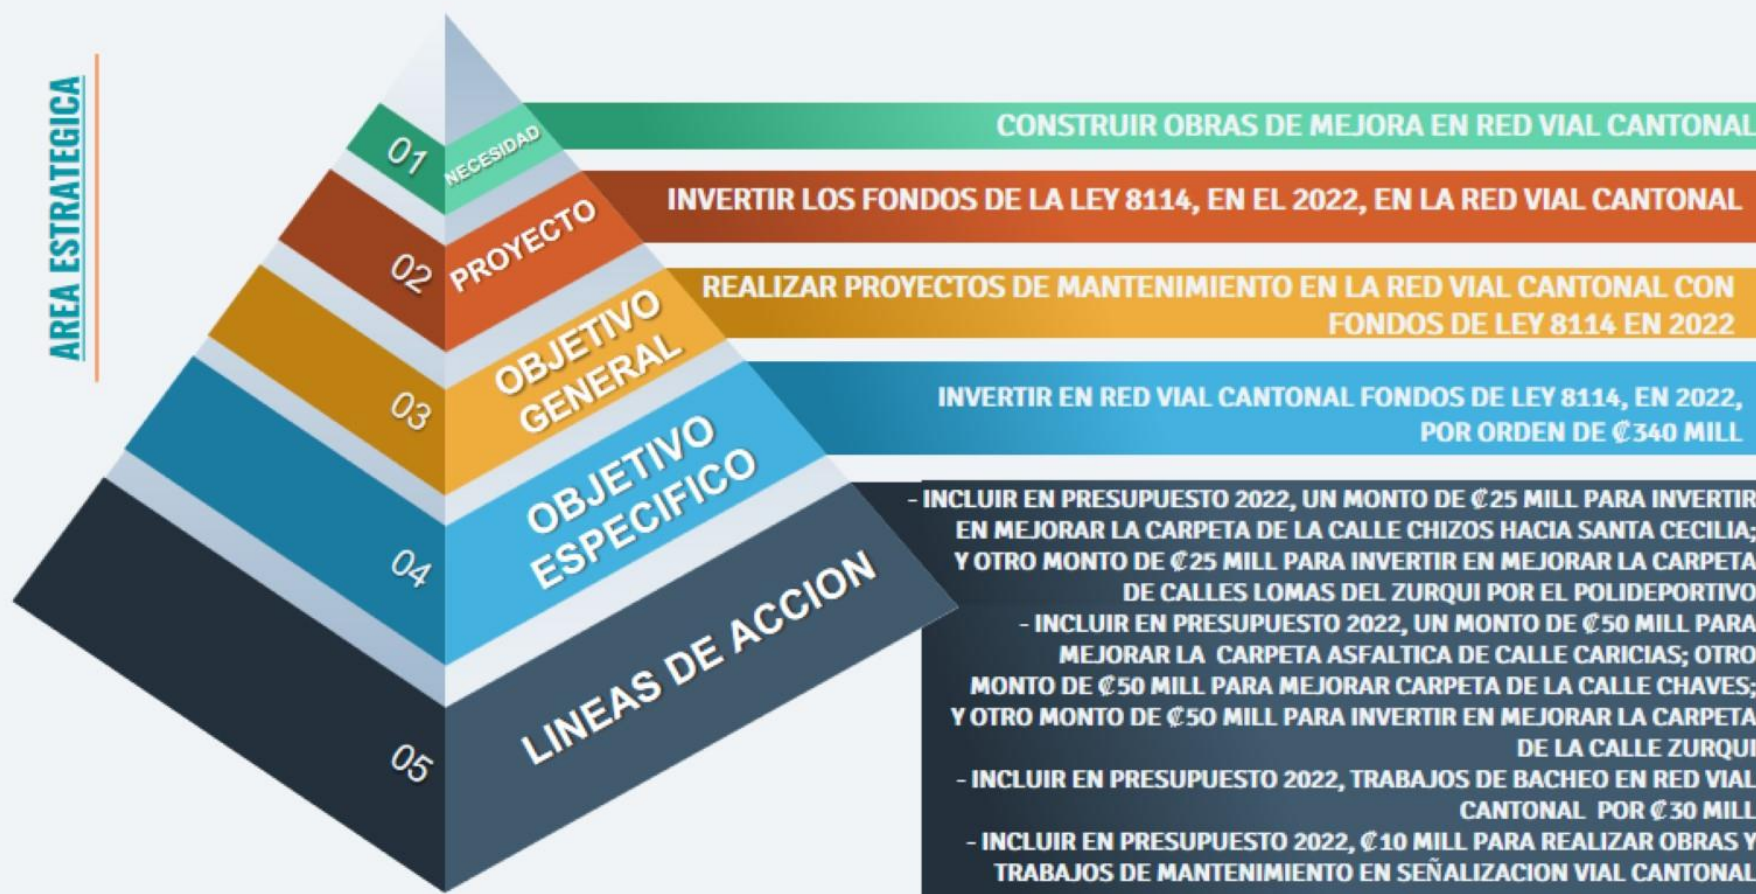 AREA ESTRATEGICA
01
NECESIDAD
CONSTRUIR OBRAS DE MEJORA EN RED VIAL CANTONAL
02
PROYECTO
INVERTIR LOS FONDOS DE LA LEY 8114, EN EL 2022, EN LA RED VIAL CANTONAL
03
OBJETIVO
GENERAL
REALIZAR PROYECTOS DE MANTENIMIENTO EN LA RED VIAL CANTONAL CON
FONDOS DE LEY 8114 EN 2022
04
OBJETIVO
ESPECIFICO
INVERTIR EN RED VIAL CANTONAL FONDOS DE LEY 8114, EN 2022,
POR ORDEN DE ₡340 MILL
05
LINEAS DE ACCION
- INCLUIR EN PRESUPUESTO 2022, UN MONTO DE ₡25 MILL PARA INVERTIR
EN MEJORAR LA CARPETA DE LA CALLE CHIZOS HACIA SANTA CECILIA;
Y OTRO MONTO DE ₡25 MILL PARA INVERTIR EN MEJORAR LA CARPETA
DE CALLES LOMAS DEL ZURQUI POR EL POLIDEPORTIVO
- INCLUIR EN PRESUPUESTO 2022, UN MONTO DE ₡50 MILL PARA
MEJORAR LA CARPETA ASFALTICA DE CALLE CARICIAS; OTRO
MONTO DE ₡50 MILL PARA MEJORAR CARPETA DE LA CALLE CHAVES;
Y OTRO MONTO DE ₡5O MILL PARA INVERTIR EN MEJORAR LA CARPETA
DE LA CALLE ZURQUI
- INCLUIR EN PRESUPUESTO 2022, TRABAJOS DE BACHEO EN RED VIAL
CANTONAL POR ₡30 MILL
- INCLUIR EN PRESUPUESTO 2022, ₡10 MILL PARA REALIZAR OBRAS Y
TRABAJOS DE MANTENIMIENTO EN SEÑALIZACION VIAL CANTONAL